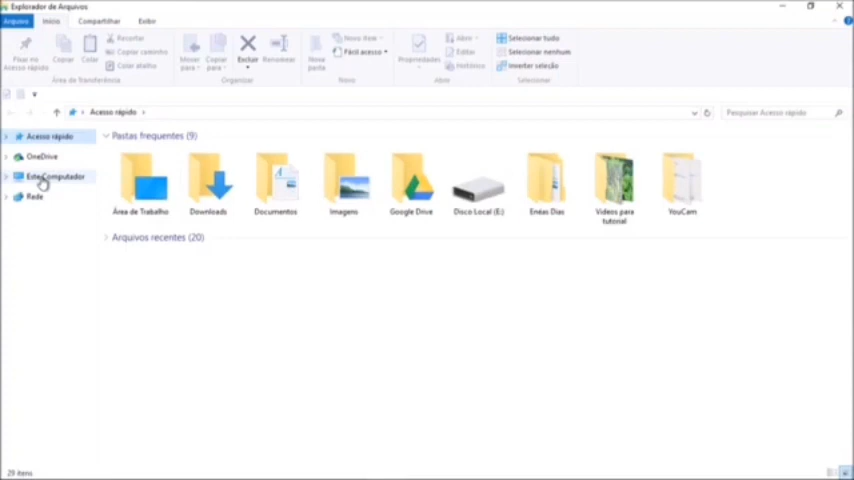 Explorador de Arquivos
Arquivo Início Compartilhar Exibir
Fixar no Acesso rápido
Copiar
Colar
Recortar
Copiar caminho
Colar atalho
Mover para
Copiar para
Excluir
Renomear
Nova pasta
Novo item
Fácil acesso
Propriedades
Abrir
Editar
Histórico
Selecionar tudo
Selecionar nenhum
Inverter seleção
Área de Transferência
Organizar
Novo
Abrir
Selecionar
Acesso rápido
Pesquisar Acesso rápido
Acesso rápido
OneDrive
Este Computador
Rede
Pastas frequentes (9)
Área de Trabalho
Downloads
Documentos
Imagens
Google Drive
Disco Local (E:)
Enéas Dias
Videos para tutorial
YouCam
Arquivos recentes (20)
29 itens